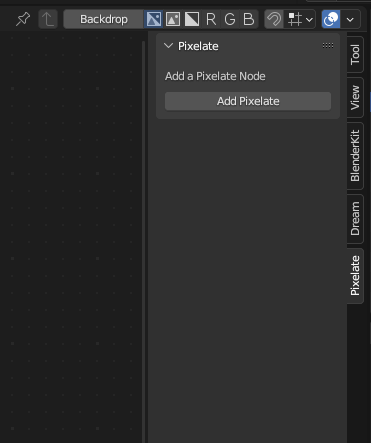 Backdrop
R G B
Pixelate
Add a Pixelate Node
Add Pixelate
Tool
View
BlenderKit
Dream
Pixelate